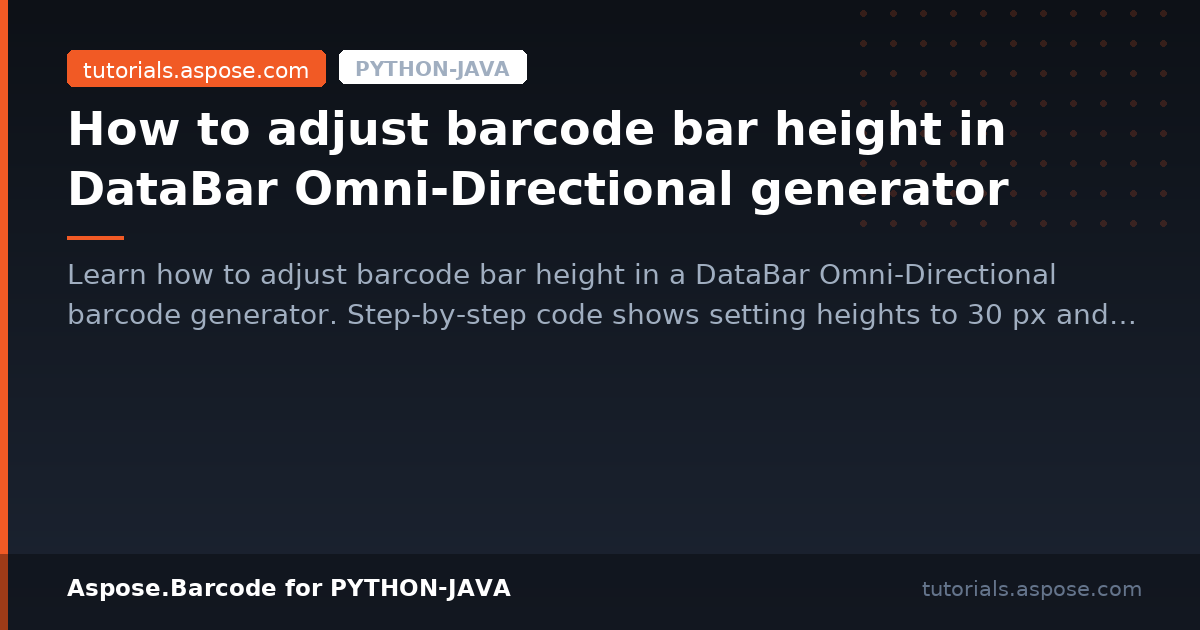 tutorials.aspose.com PYTHON-JAVA
How to adjust barcode bar height in
DataBar Omni-Directional generator
Learn how to adjust barcode bar height in a DataBar Omni-Directional
barcode generator. Step-by-step code shows setting heights to 30 px and…
Aspose.Barcode for PYTHON-JAVA
tutorials.aspose.com